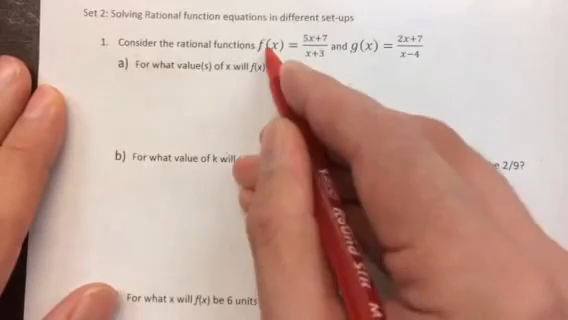 Set 2: Solving Rational function equations in different set-ups
1. Consider the rational functions f(x) = 5x+7/x+3 and g(x) = 2x+7/x−4
a) For what value(s) of x will f(x)
b) For what value of k will 2/9?
For what x will f(x) be 6 units
Round Stic M